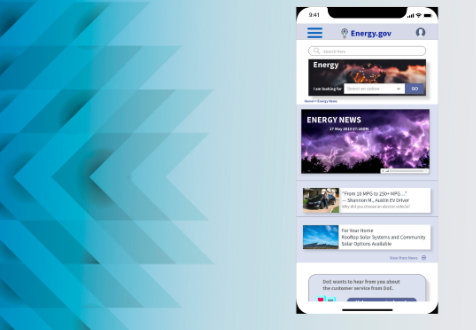 9:41
Energy.gov
Search Here
Energy
I am looking for
Select an option
GO
Home > Energy News
ENERGY NEWS
27 May 2019 07:20PM
"From 18 MPG to 250+ MPG..."
— Shannon M., Austin EV Driver
Why did you choose an electric vehicle?
For Your Home
Rooftop Solar Systems and Community
Solar Options Available
View More News
DoE wants to hear from you about
the customer service from DoE.